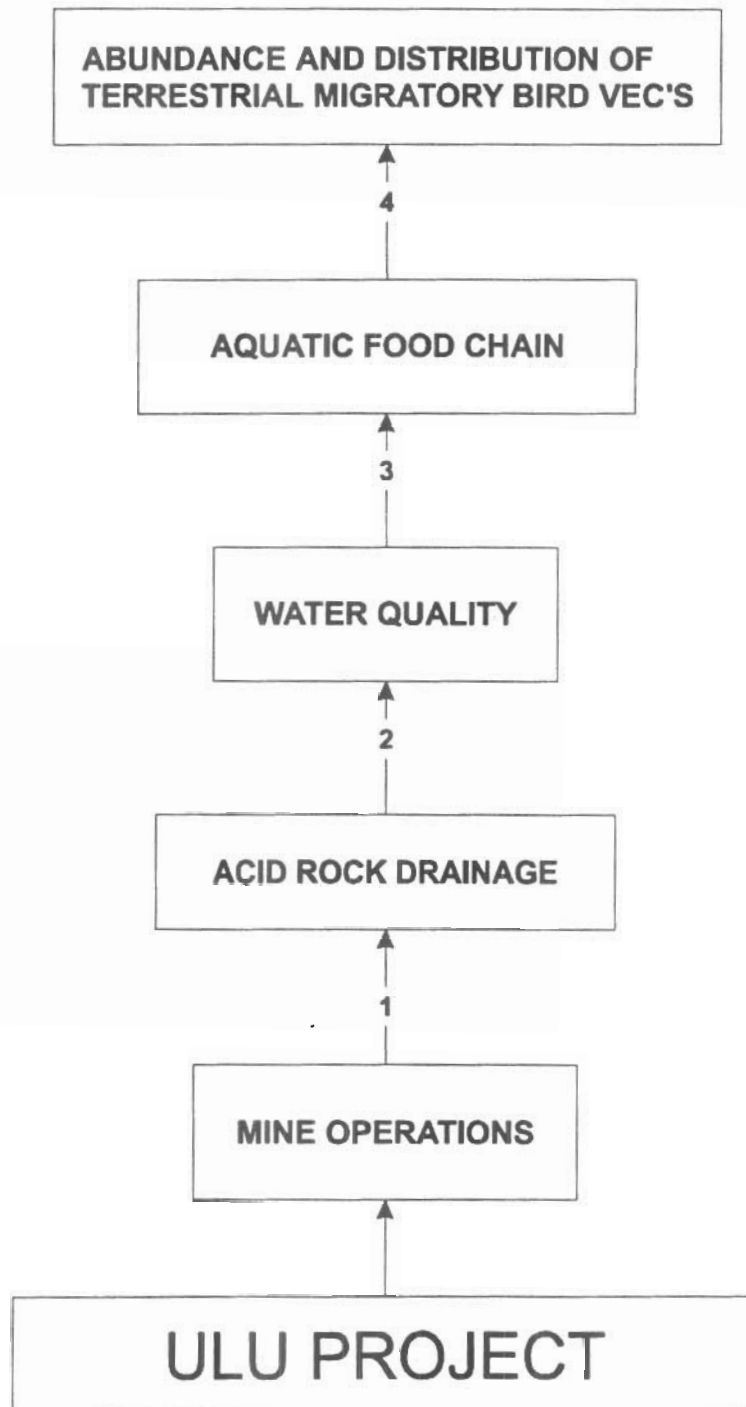 ABUNDANCE AND DISTRIBUTION OF
TERRESTRIAL MIGRATORY BIRD VEC'S
4
AQUATIC FOOD CHAIN
3
WATER QUALITY
2
ACID ROCK DRAINAGE
1
MINE OPERATIONS
ULU PROJECT